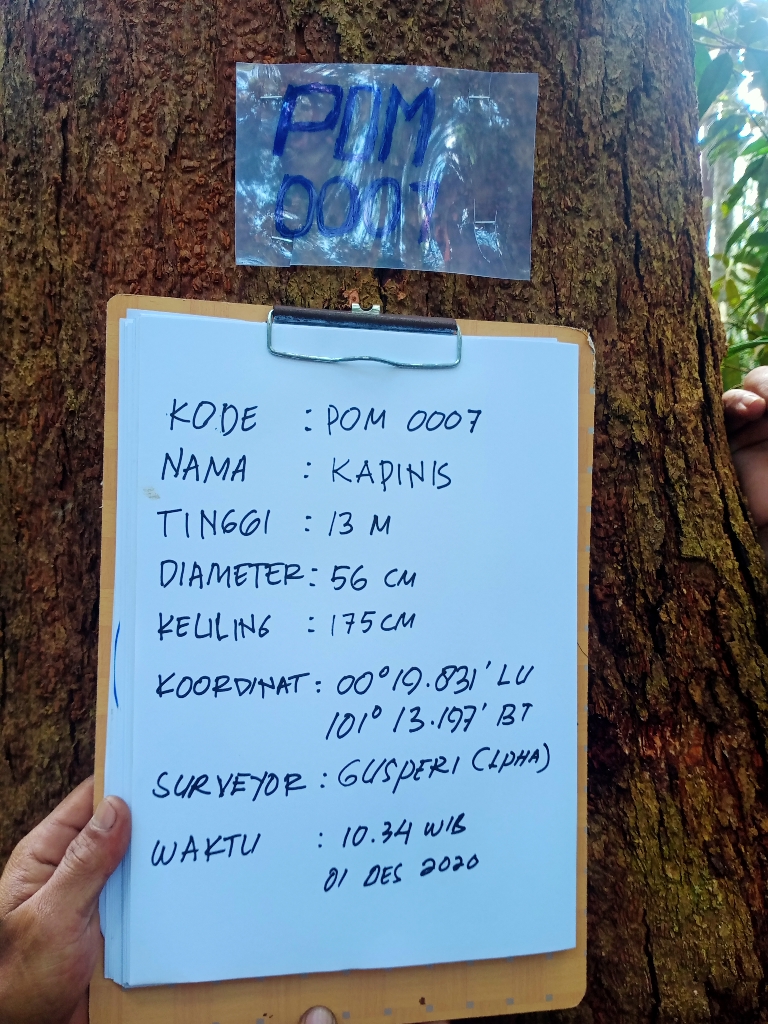 POM
0007
KODE : POM 0007
NAMA : KAPINIS
TINGGI : 13 M
DIAMETER : 56 CM
KELILING : 175 CM
KOORDINAT : 00° 19.831' LU
101° 13.197' BT
SURVEYOR : GUSPERI (LPHA)
WAKTU : 10.34 WIB
01 DES 2020